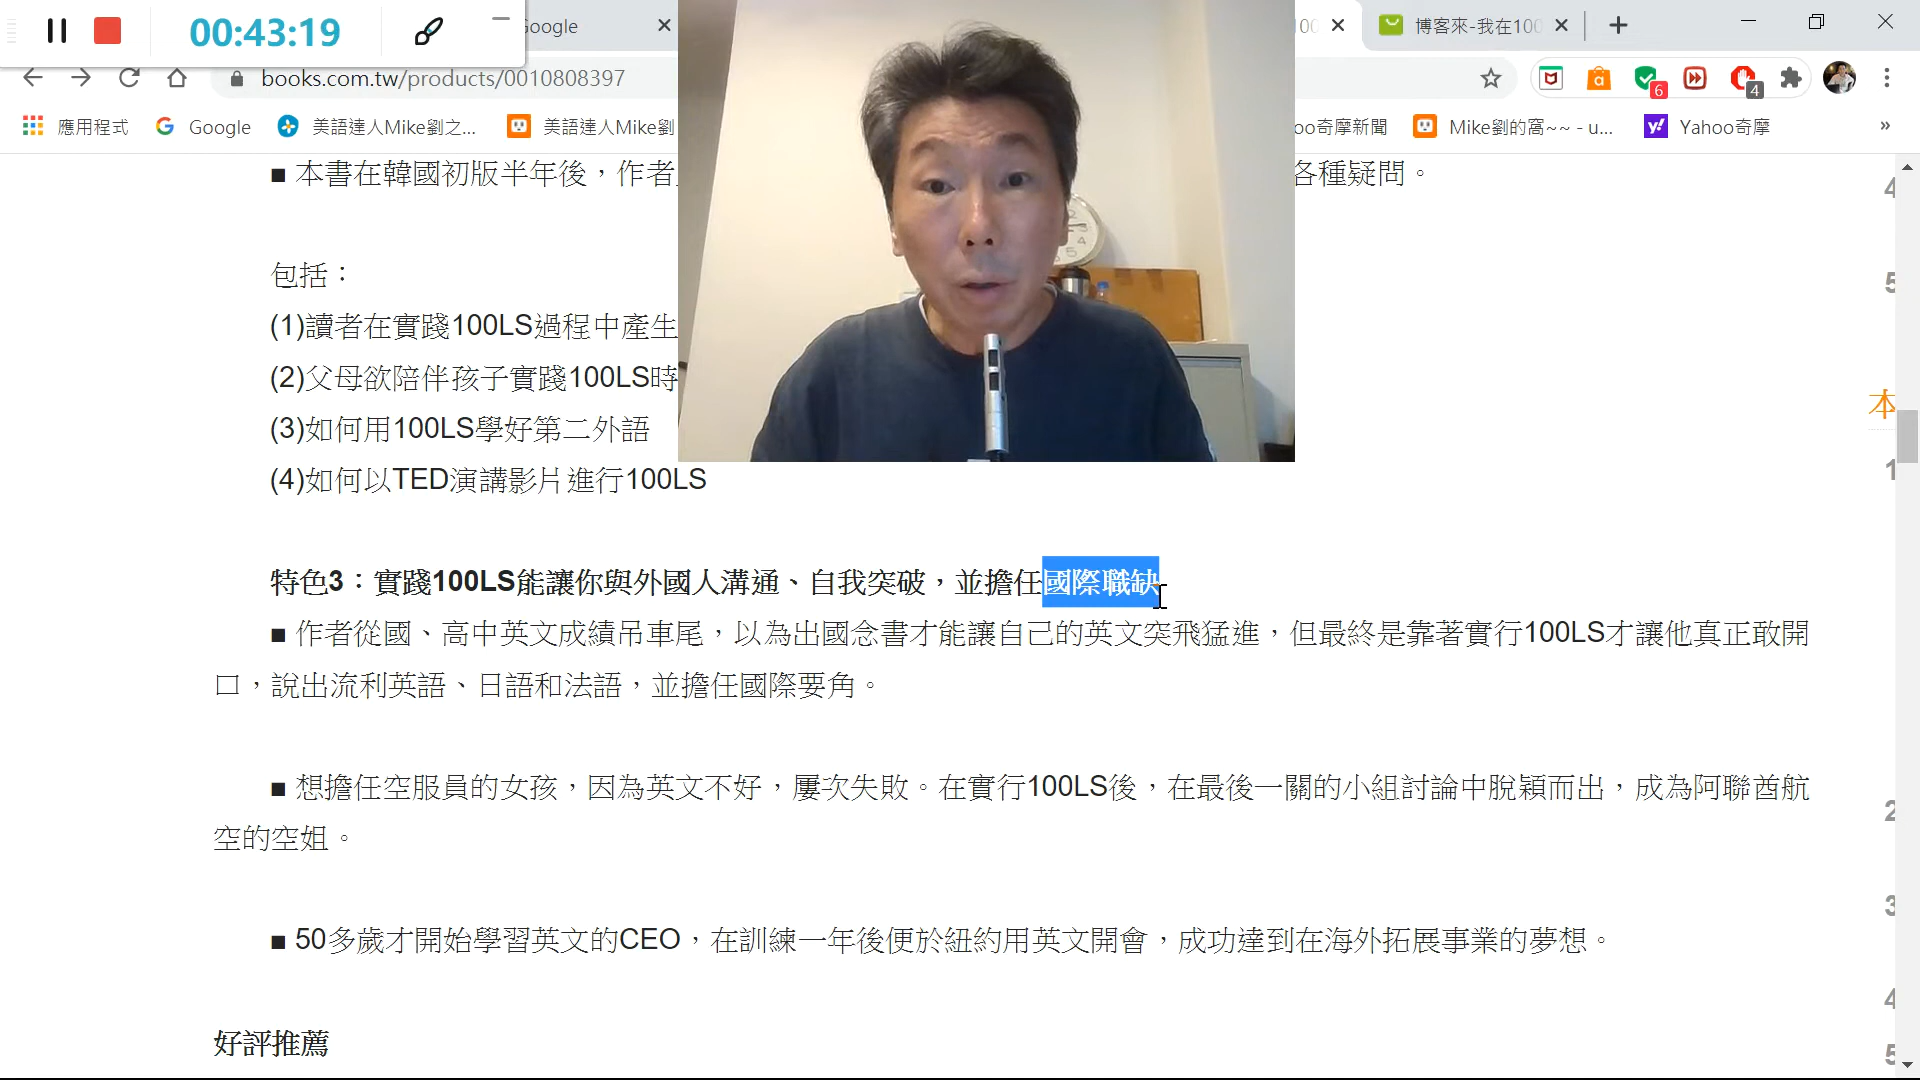 00:43:19
Google
博客來-我在100
books.com.tw/products/0010808397
6
4
應用程式
Google
美語達人Mike劉之...
美語達人Mike劉
oo奇摩新聞
Mike劉的窩~~ - u...
Yahoo奇摩
»
■ 本書在韓國初版半年後，作者
各種疑問。
包括：
(1)讀者在實踐100LS過程中產生
(2)父母欲陪伴孩子實踐100LS時
(3)如何用100LS學好第二外語
(4)如何以TED演講影片進行100LS
特色3：實踐100LS能讓你與外國人溝通、自我突破，並擔任國際職缺
■ 作者從國、高中英文成績吊車尾，以為出國念書才能讓自己的英文突飛猛進，但最終是靠著實行100LS才讓他真正敢開
口，說出流利英語、日語和法語，並擔任國際要角。
■ 想擔任空服員的女孩，因為英文不好，屢次失敗。在實行100LS後，在最後一關的小組討論中脫穎而出，成為阿聯酋航
空的空姐。
■ 50多歲才開始學習英文的CEO，在訓練一年後便於紐約用英文開會，成功達到在海外拓展事業的夢想。
好評推薦
4
5
本
1
2
3
4
5